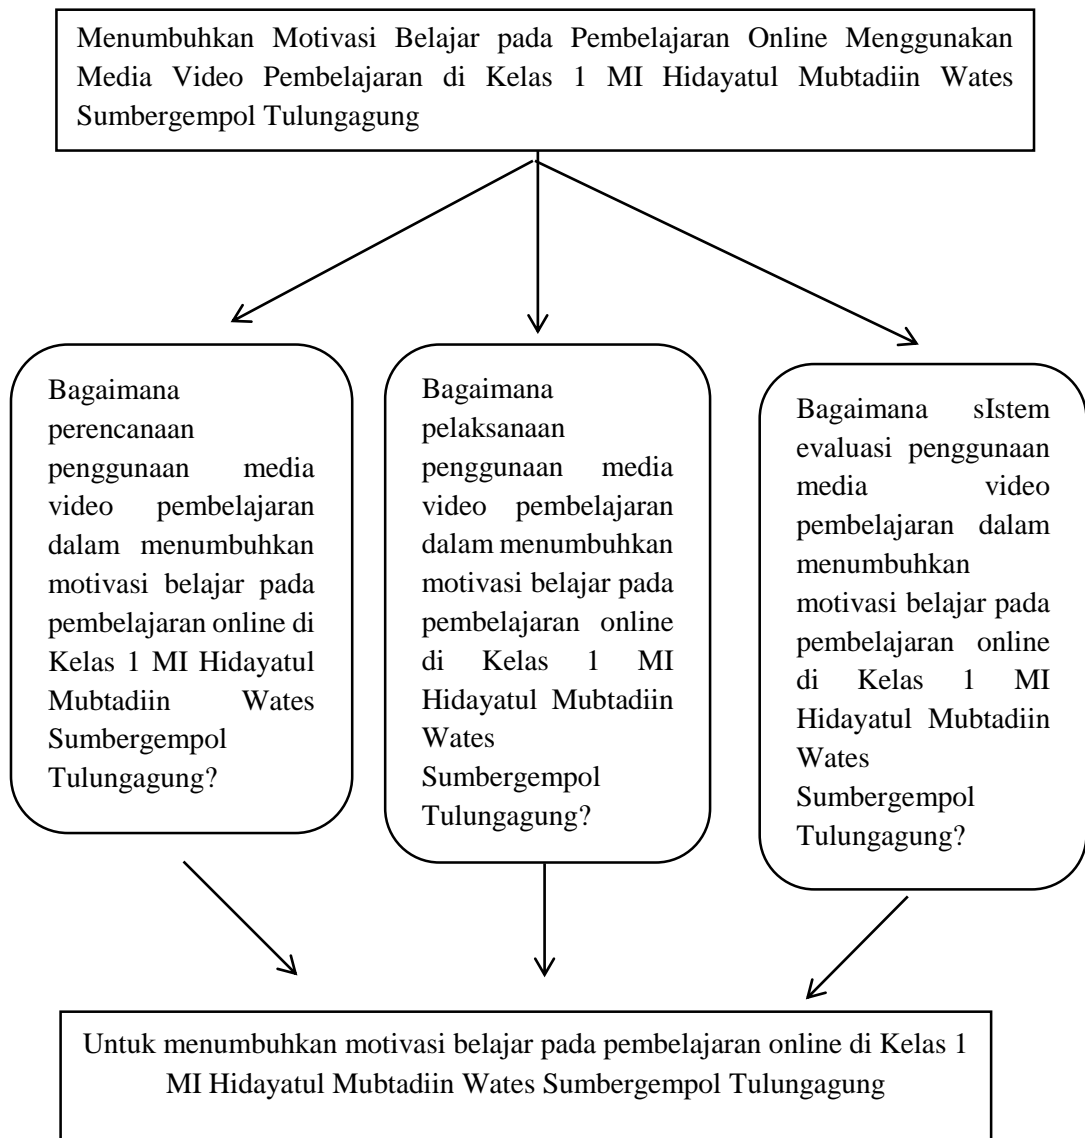 Menumbuhkan Motivasi Belajar pada Pembelajaran Online Menggunakan
Media Video Pembelajaran di Kelas 1 MI Hidayatul Mubtadiin Wates
Sumbergempol Tulungagung
Bagaimana
perencanaan
penggunaan media
video pembelajaran
dalam menumbuhkan
motivasi belajar pada
pembelajaran online di
Kelas 1 MI Hidayatul
Mubtadiin Wates
Sumbergempol
Tulungagung?
Bagaimana
pelaksanaan
penggunaan media
video pembelajaran
dalam menumbuhkan
motivasi belajar pada
pembelajaran online
di Kelas 1 MI
Hidayatul Mubtadiin
Wates
Sumbergempol
Tulungagung?
Bagaimana sIstem
evaluasi penggunaan
media video
pembelajaran dalam
menumbuhkan
motivasi belajar pada
pembelajaran online
di Kelas 1 MI
Hidayatul Mubtadiin
Wates
Sumbergempol
Tulungagung?
Untuk menumbuhkan motivasi belajar pada pembelajaran online di Kelas 1
MI Hidayatul Mubtadiin Wates Sumbergempol Tulungagung